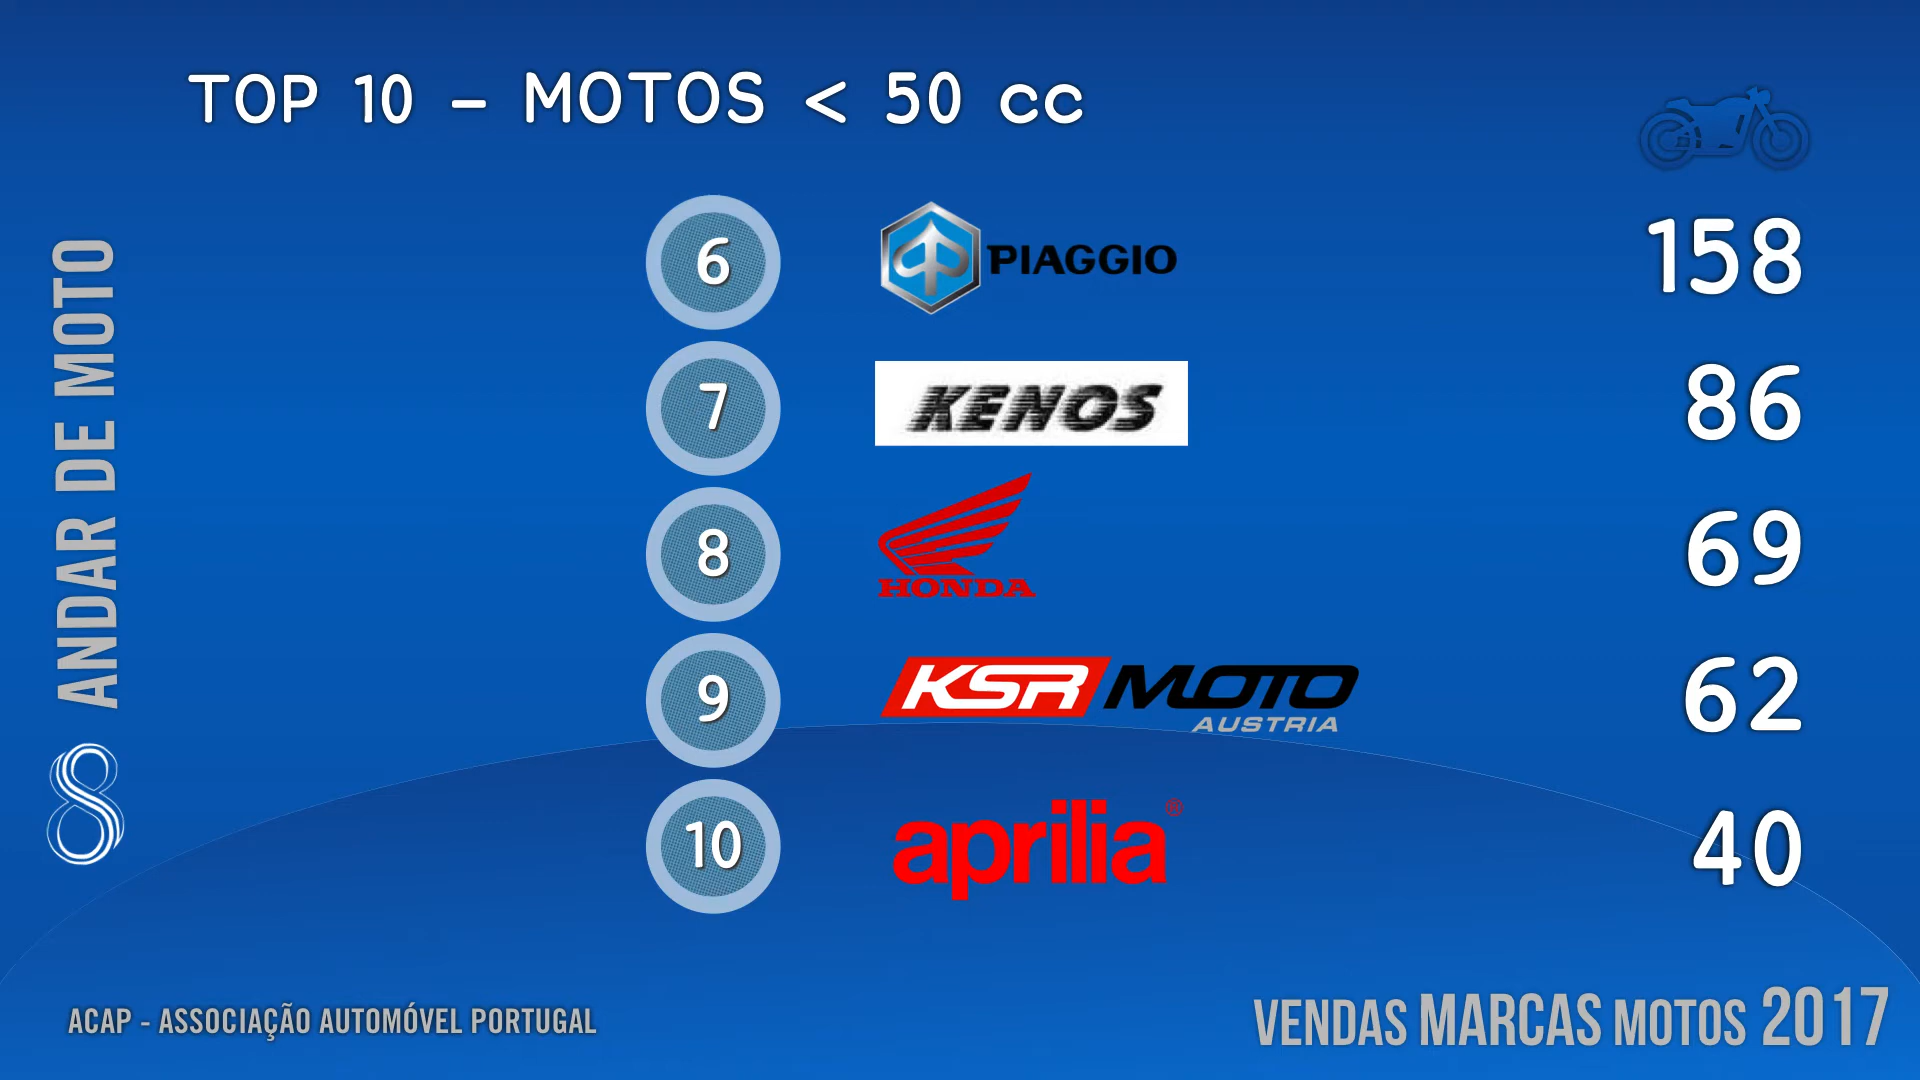 TOP 10 – MOTOS < 50 cc
6 PIAGGIO 158
7 KENOS 86
8 HONDA 69
9 KSR MOTO AUSTRIA 62
10 aprilia® 40
ANDAR DE MOTO
ACAP - ASSOCIAÇÃO AUTOMÓVEL PORTUGAL
VENDAS MARCAS MOTOS 2017